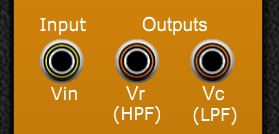 Input Outputs
Vin Vr Vc
(HPF) (LPF)